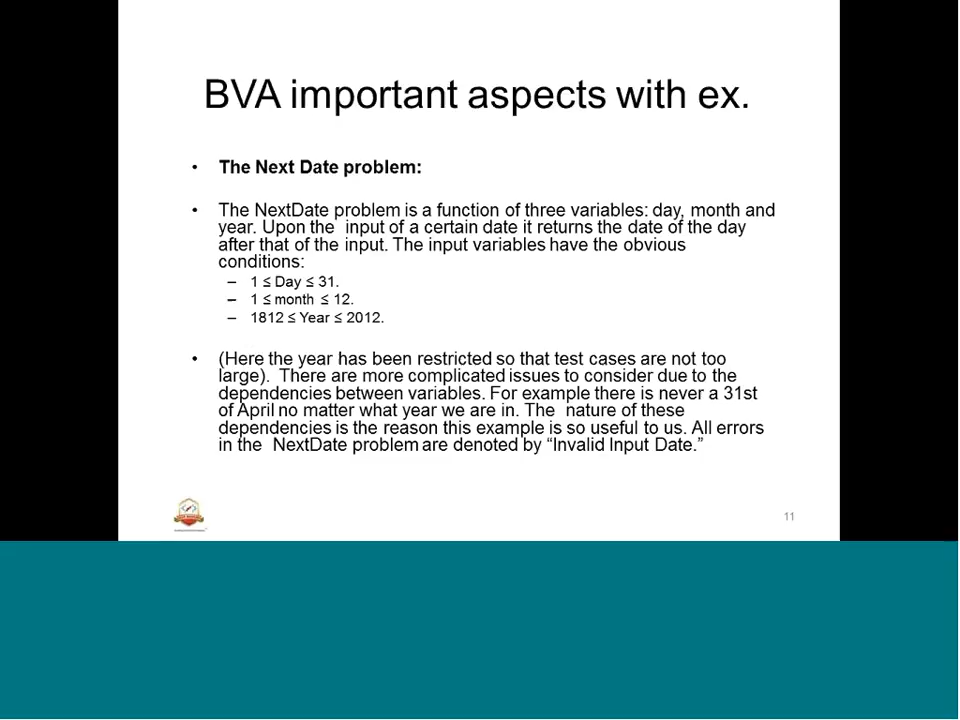 BVA important aspects with ex.
• The Next Date problem:
• The NextDate problem is a function of three variables: day, month and
year. Upon the input of a certain date it returns the date of the day
after that of the input. The input variables have the obvious
conditions:
– 1 ≤ Day ≤ 31.
– 1 ≤ month ≤ 12.
– 1812 ≤ Year ≤ 2012.
• (Here the year has been restricted so that test cases are not too
large). There are more complicated issues to consider due to the
dependencies between variables. For example there is never a 31st
of April no matter what year we are in. The nature of these
dependencies is the reason this example is so useful to us. All errors
in the NextDate problem are denoted by “Invalid Input Date.”
11